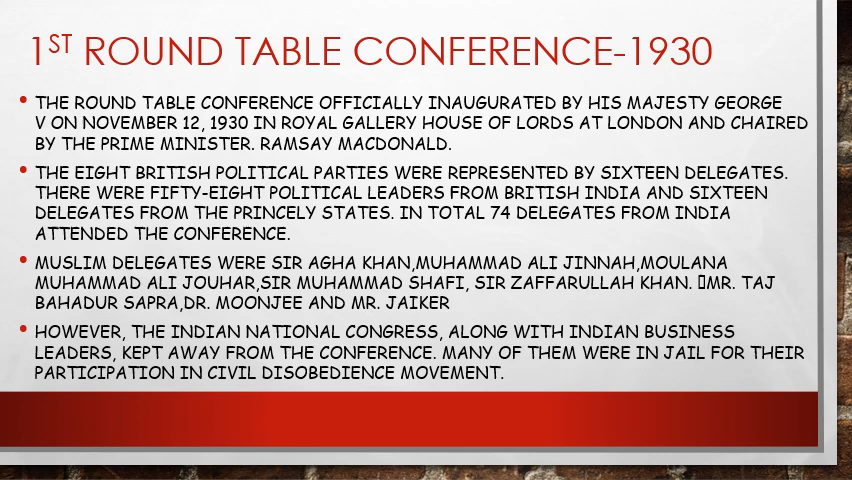 1ST ROUND TABLE CONFERENCE-1930
• THE ROUND TABLE CONFERENCE OFFICIALLY INAUGURATED BY HIS MAJESTY GEORGE
V ON NOVEMBER 12, 1930 IN ROYAL GALLERY HOUSE OF LORDS AT LONDON AND CHAIRED
BY THE PRIME MINISTER. RAMSAY MACDONALD.
• THE EIGHT BRITISH POLITICAL PARTIES WERE REPRESENTED BY SIXTEEN DELEGATES.
THERE WERE FIFTY-EIGHT POLITICAL LEADERS FROM BRITISH INDIA AND SIXTEEN
DELEGATES FROM THE PRINCELY STATES. IN TOTAL 74 DELEGATES FROM INDIA
ATTENDED THE CONFERENCE.
• MUSLIM DELEGATES WERE SIR AGHA KHAN,MUHAMMAD ALI JINNAH,MOULANA
MUHAMMAD ALI JOUHAR,SIR MUHAMMAD SHAFI, SIR ZAFFARULLAH KHAN. MR. TAJ
BAHADUR SAPRA,DR. MOONJEE AND MR. JAIKER
• HOWEVER, THE INDIAN NATIONAL CONGRESS, ALONG WITH INDIAN BUSINESS
LEADERS, KEPT AWAY FROM THE CONFERENCE. MANY OF THEM WERE IN JAIL FOR THEIR
PARTICIPATION IN CIVIL DISOBEDIENCE MOVEMENT.